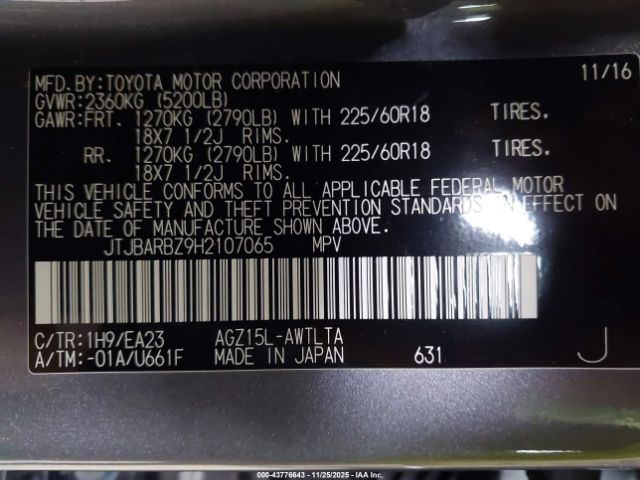 MFD.BY:TOYOTA MOTOR CORPORATION 11/16
GVWR:2360KG (5200LB)
GAWR:FRT. 1270KG (2790LB) WITH 225/60R18 TIRES.
18X7 1/2J RIMS.
RR. 1270KG (2790LB) WITH 225/60R18 TIRES.
18X7 1/2J RIMS.
THIS VEHICLE CONFORMS TO ALL APPLICABLE FEDERAL MOTOR
VEHICLE SAFETY AND THEFT PREVENTION STANDARDS IN EFFECT ON
THE DATE OF MANUFACTURE SHOWN ABOVE.
JTJBARBZ9H2107065 MPV
C/TR:1H9/EA23 AGZ15L-AWTLTA
A/TM:-01A/U661F MADE IN JAPAN 631 J
000-43776643 - 11/25/2025 - IAA Inc.